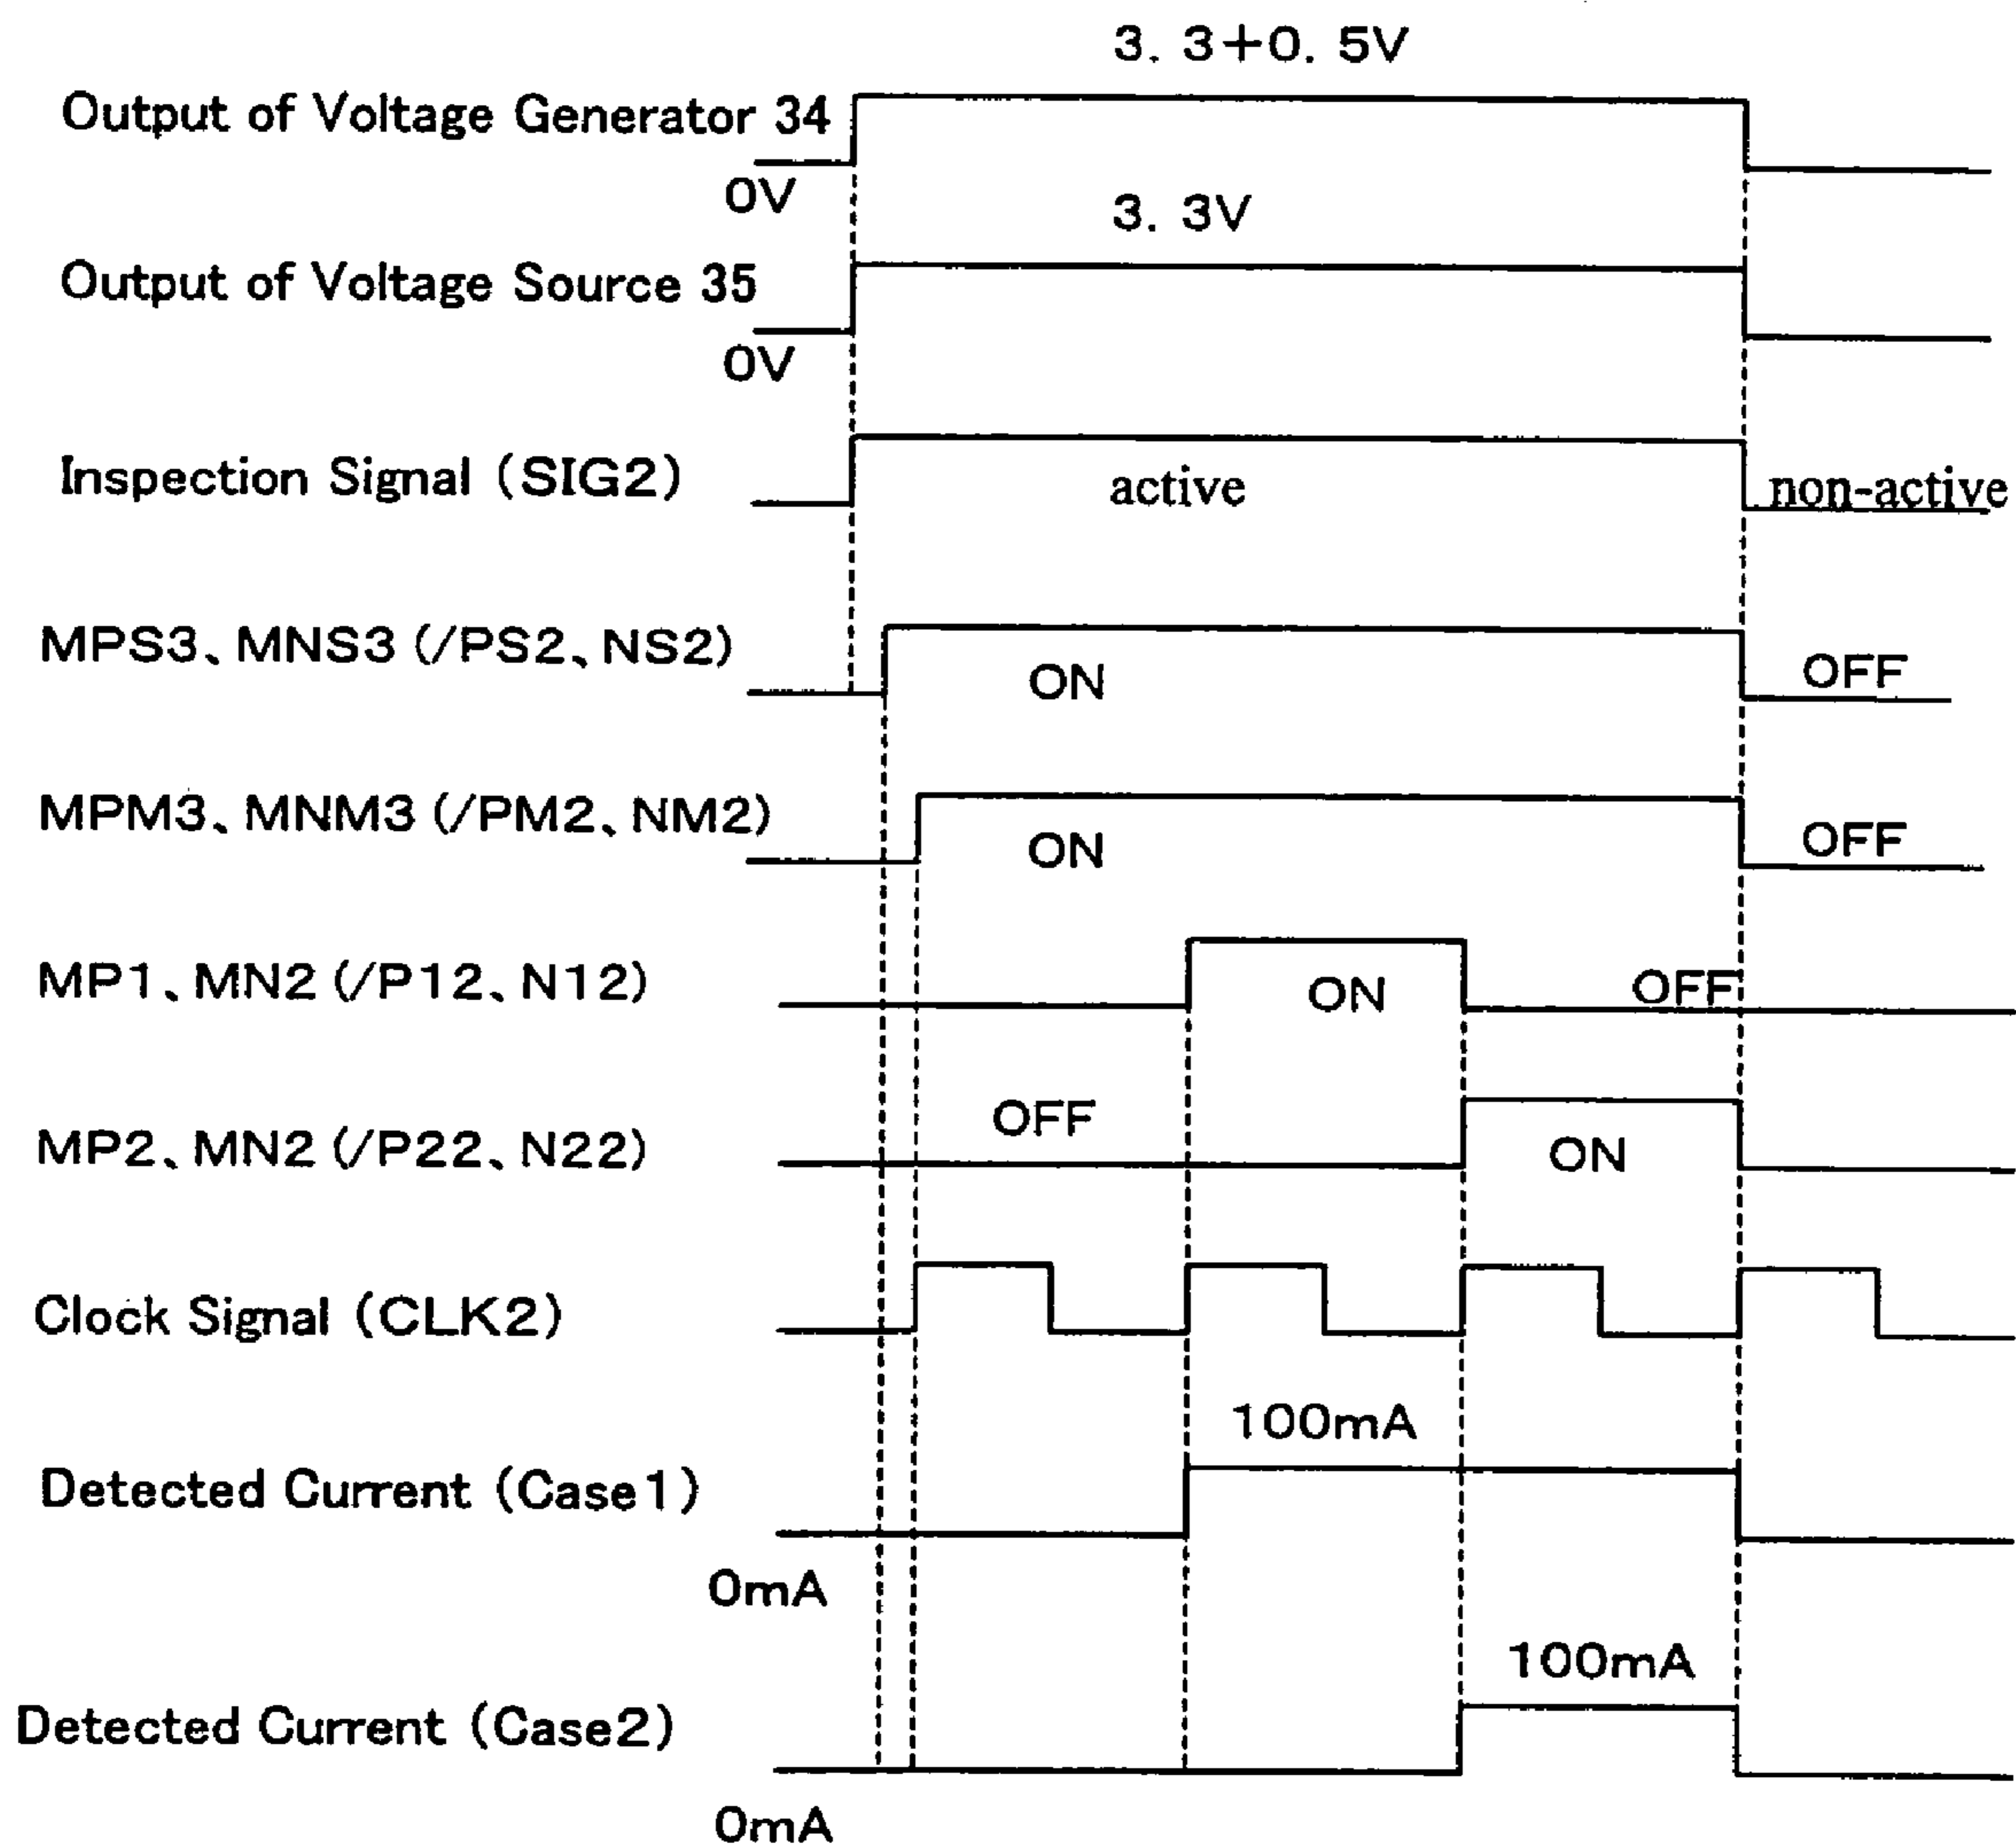 3. 3+0. 5V
Output of Voltage Generator 34
0V
3. 3V
Output of Voltage Source 35
0V
Inspection Signal (SIG2)
active
non-active
MPS3、MNS3 (/PS2、NS2)
ON
OFF
MPM3、MNM3 (/PM2、NM2)
ON
OFF
MP1、MN2 (/P12、N12)
ON
OFF
OFF
MP2、MN2 (/P22、N22)
ON
Clock Signal (CLK2)
100mA
Detected Current (Case1)
0mA
100mA
Detected Current (Case2)
0mA